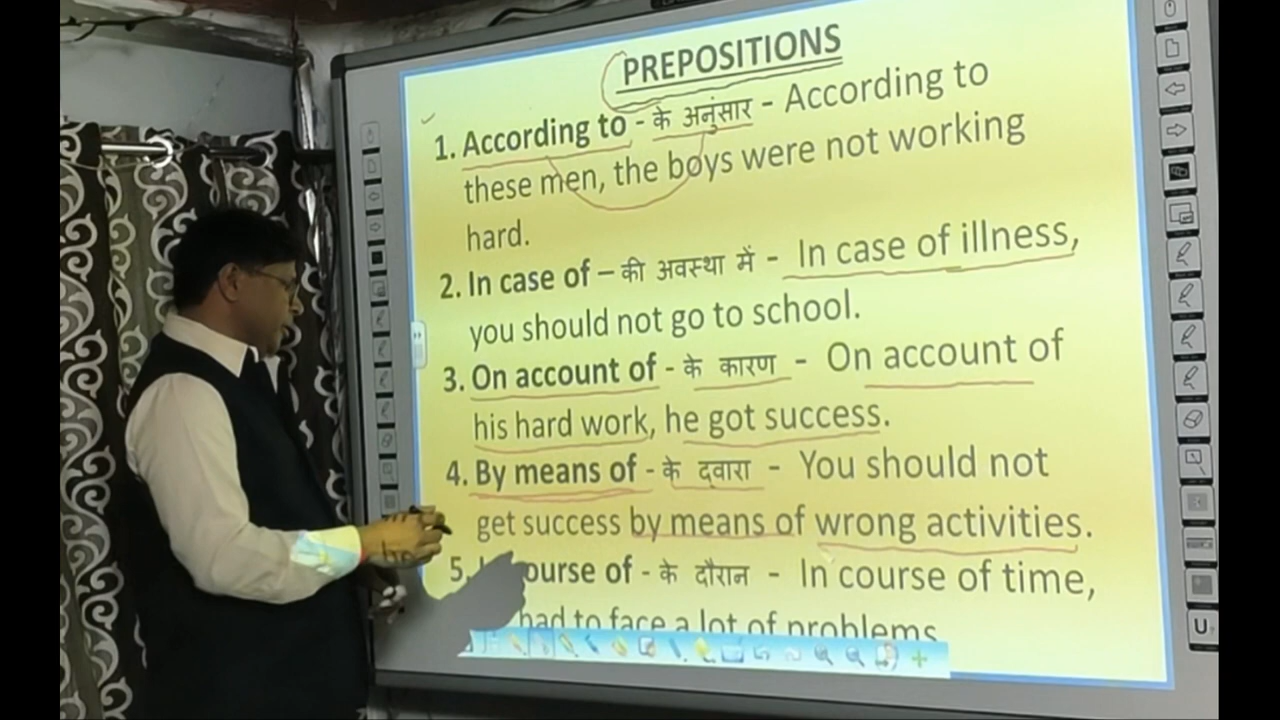 PREPOSITIONS
1. According to - के अनुंसार - According to
these men, the boys were not working
hard.
2. In case of – की अवस्था में - In case of illness,
you should not go to school.
3. On account of - के कारण - On account of
his hard work, he got success.
4. By means of - के द्वारा - You should not
get success by means of wrong activities.
5. course of - के दौरान - In course of time,
had to face a lot of problems